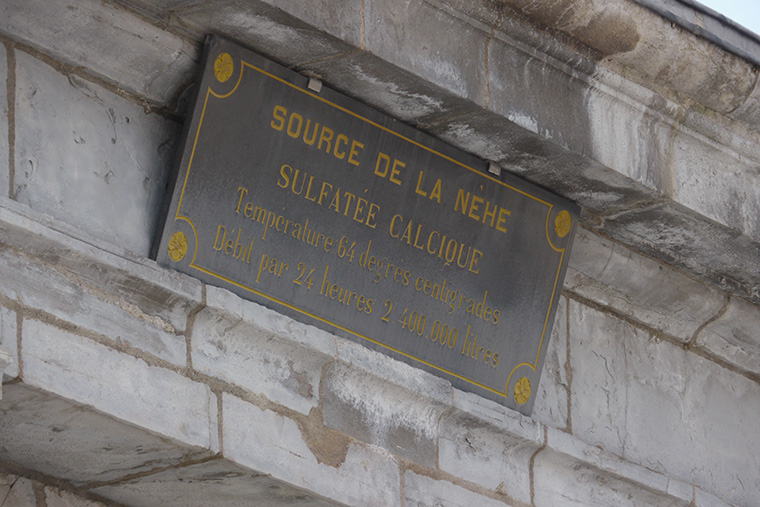 SOURCE DE LA NÈHE
SULFATÉE CALCIQUE
Température 64 degrés centigrades
Débit par 24 heures 2.400.000 litres